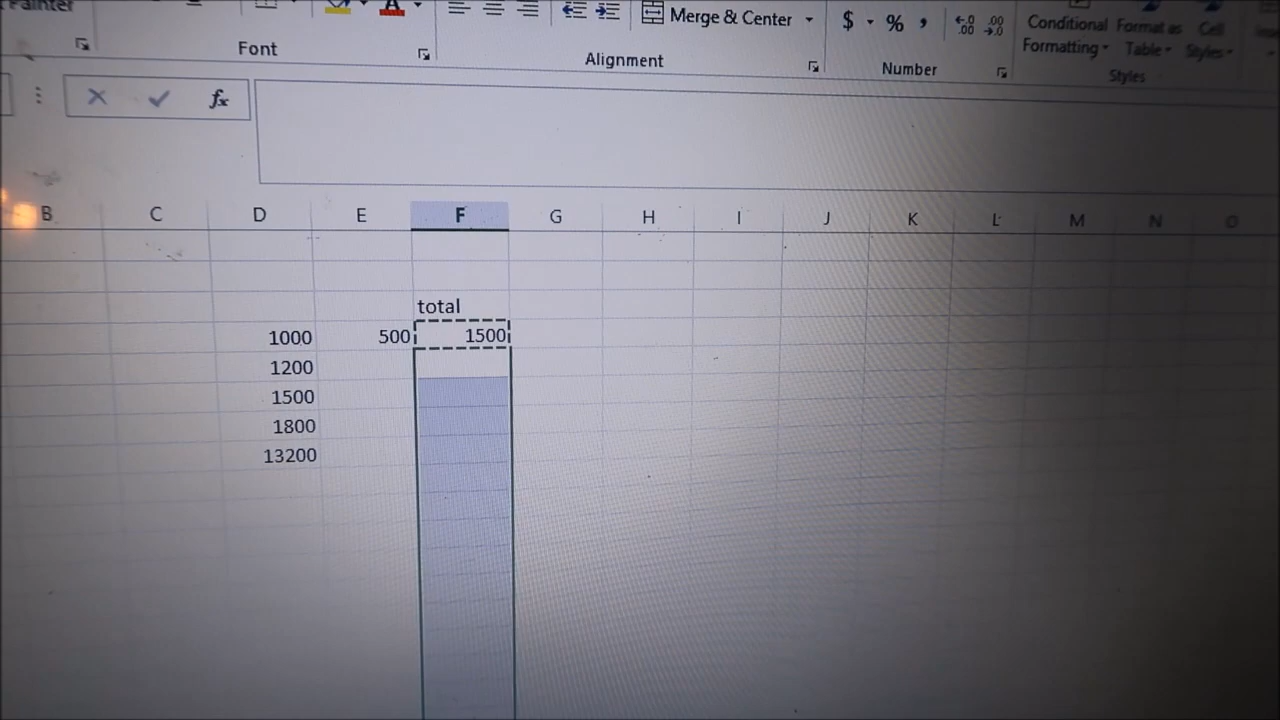 Painter
Merge & Center
$ % ,
Conditional Format as Cell
Formatting Table Styles
Font
Alignment
Number
Styles
fx
B C D E F G H I J K L M N O
total
1000 500 1500
1200
1500
1800
13200